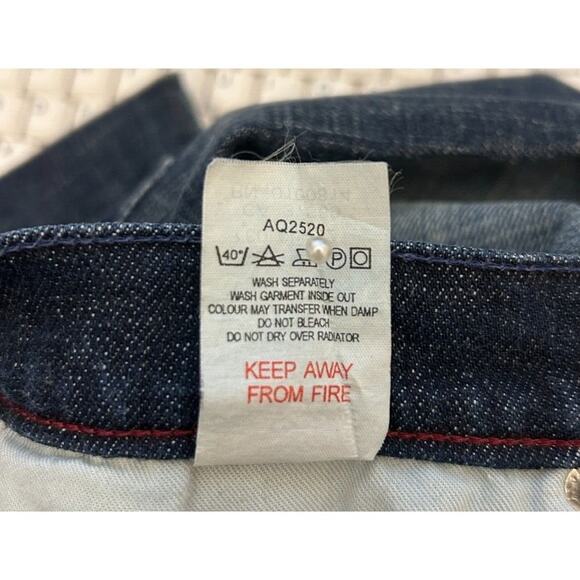 AQ2520
40° P
WASH SEPARATELY
WASH GARMENT INSIDE OUT
COLOUR MAY TRANSFER WHEN DAMP
DO NOT BLEACH
DO NOT DRY OVER RADIATOR
KEEP AWAY
FROM FIRE